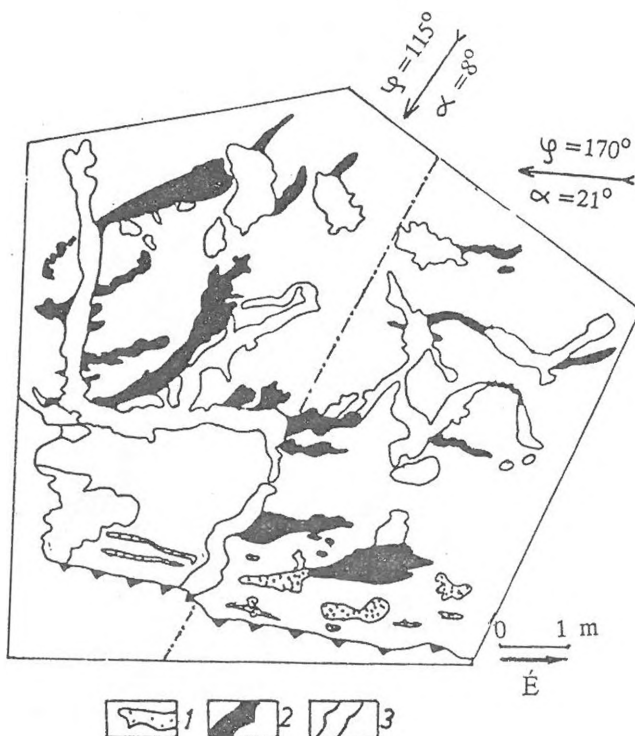 φ = 115°
γ = 8°
φ = 170°
α = 21°
0 1 m
É
1 2 3